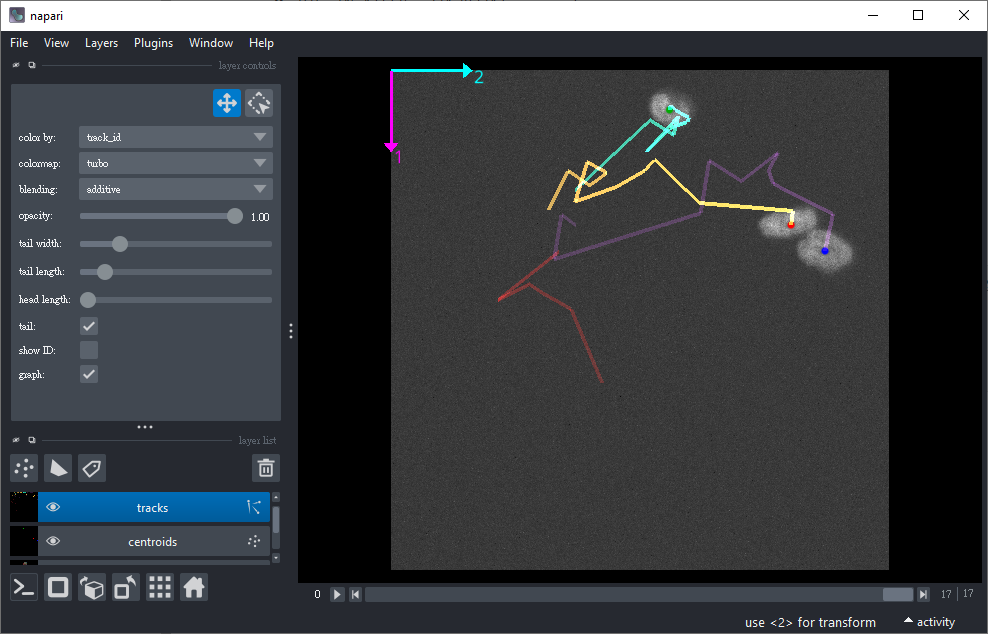 napari
File View Layers Plugins Window Help
layer controls
color by: track_id
colormap: turbo
blending: additive
opacity: 1.00
tail width:
tail length:
head length:
tail:
show ID:
graph:
layer list
tracks
centroids
2
1
0 17 17
use <2> for transform activity